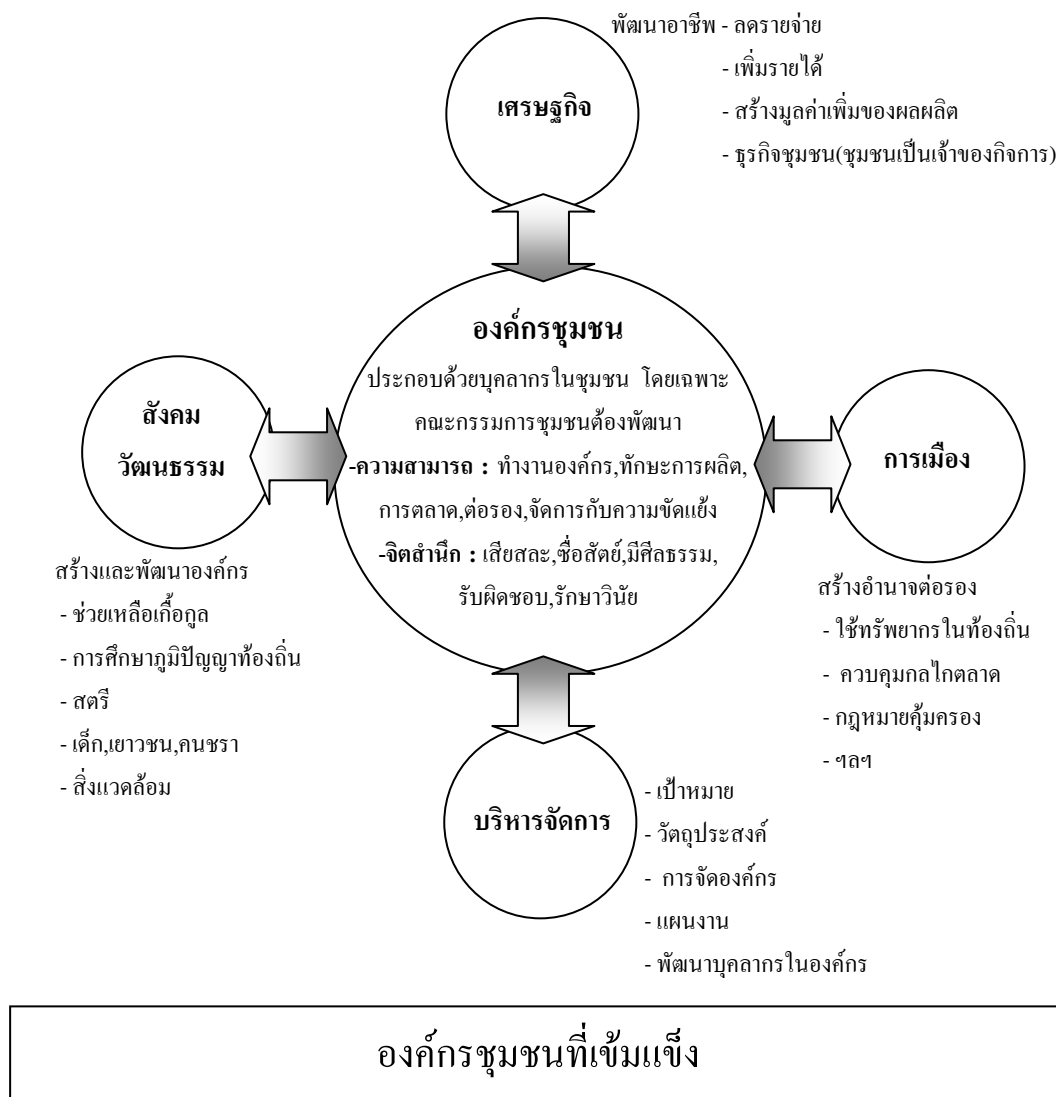 พัฒนาอาชีพ - ลดรายจ่าย
- เพิ่มรายได้
- สร้างมูลค่าเพิ่มของผลผลิต
- ธุรกิจชุมชน(ชุมชนเป็นเจ้าของกิจการ)
เศรษฐกิจ
องค์กรชุมชน
ประกอบด้วยบุคลากรในชุมชน โดยเฉพาะ
คณะกรรมการชุมชนต้องพัฒนา
-ความสามารถ : ทำงานองค์กร,ทักษะการผลิต,
การตลาด,ต่อรอง,จัดการกับความขัดแย้ง
-จิตสำนึก : เสียสละ,ซื่อสัตย์,มีศีลธรรม,
รับผิดชอบ,รักษาวินัย
สังคม
วัฒนธรรม
สร้างและพัฒนาองค์กร
- ช่วยเหลือเกื้อกูล
- การศึกษาภูมิปัญญาท้องถิ่น
- สตรี
- เด็ก,เยาวชน,คนชรา
- สิ่งแวดล้อม
การเมือง
สร้างอำนาจต่อรอง
- ใช้ทรัพยากรในท้องถิ่น
- ควบคุมกลไกตลาด
- กฎหมายคุ้มครอง
- ฯลฯ
บริหารจัดการ
- เป้าหมาย
- วัตถุประสงค์
- การจัดองค์กร
- แผนงาน
- พัฒนาบุคลากรในองค์กร
องค์กรชุมชนที่เข้มแข็ง